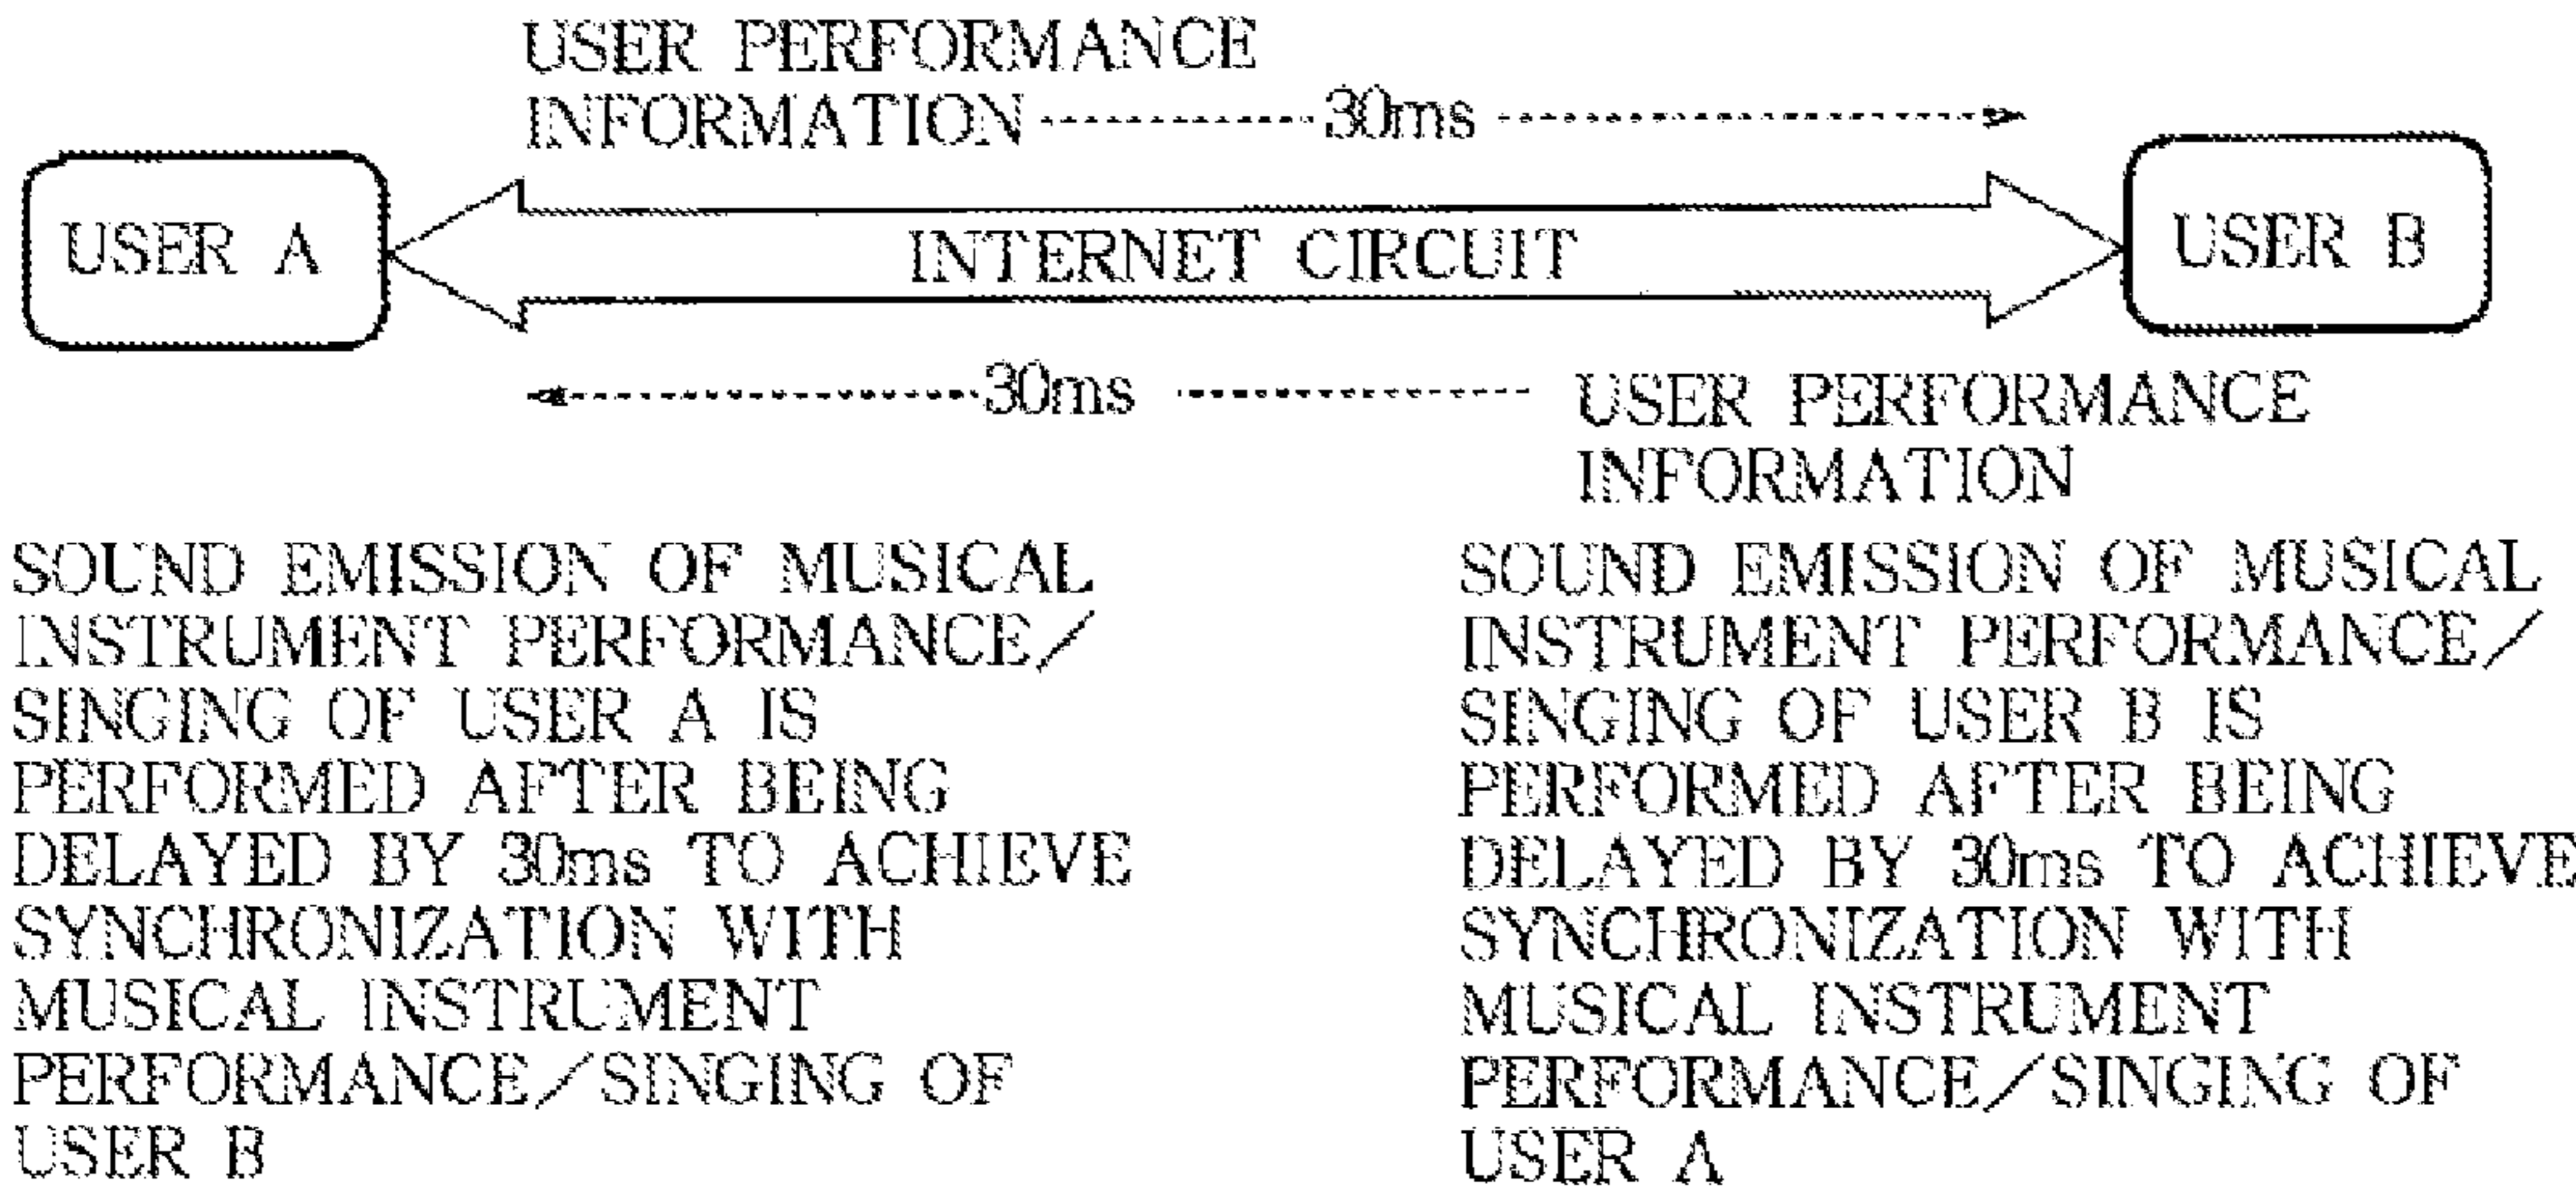 USER PERFORMANCE
INFORMATION 30ms
USER A
INTERNET CIRCUIT
USER B
30ms
USER PERFORMANCE
INFORMATION
SOUND EMISSION OF MUSICAL
INSTRUMENT PERFORMANCE/
SINGING OF USER A IS
PERFORMED AFTER BEING
DELAYED BY 30ms TO ACHIEVE
SYNCHRONIZATION WITH
MUSICAL INSTRUMENT
PERFORMANCE/SINGING OF
USER B
SOUND EMISSION OF MUSICAL
INSTRUMENT PERFORMANCE/
SINGING OF USER B IS
PERFORMED AFTER BEING
DELAYED BY 30ms TO ACHIEVE
SYNCHRONIZATION WITH
MUSICAL INSTRUMENT
PERFORMANCE/SINGING OF
USER A